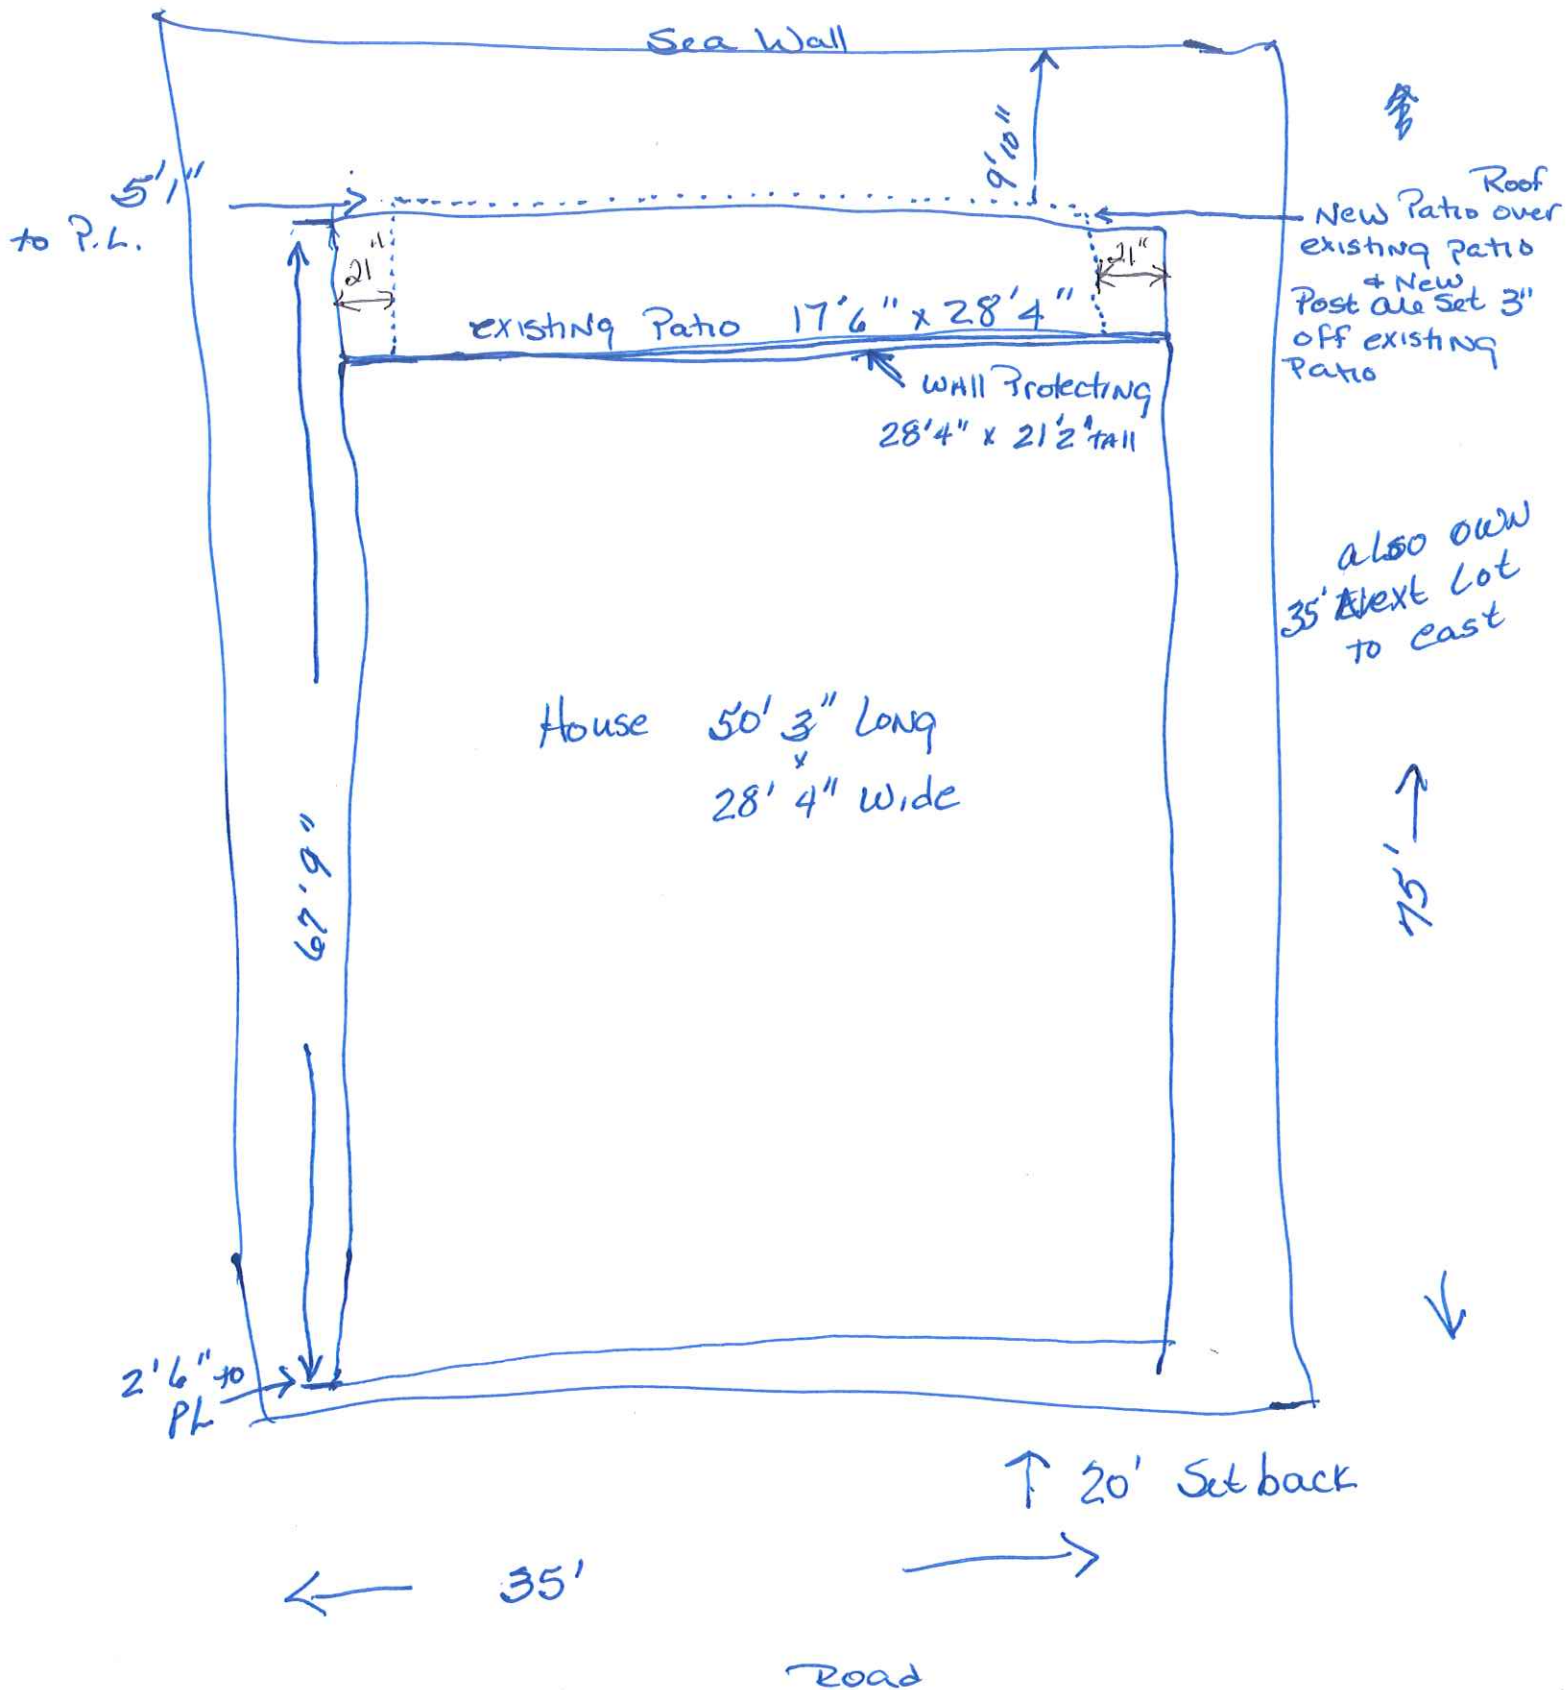 Sea Wall
9'10"
5'1"
to P.L.
Roof
New Patio over
existing patio
+ New
Post are Set 3"
off existing
Patio
21"
21"
existing Patio 17'6" x 28'4"
Wall Protecting
28'4" x 21'2" tall
also own
35' Next Lot
to east
House 50' 3" Long
x
28' 4" Wide
67'9"
75'
2'6" to
PL
20' Setback
35'
Road